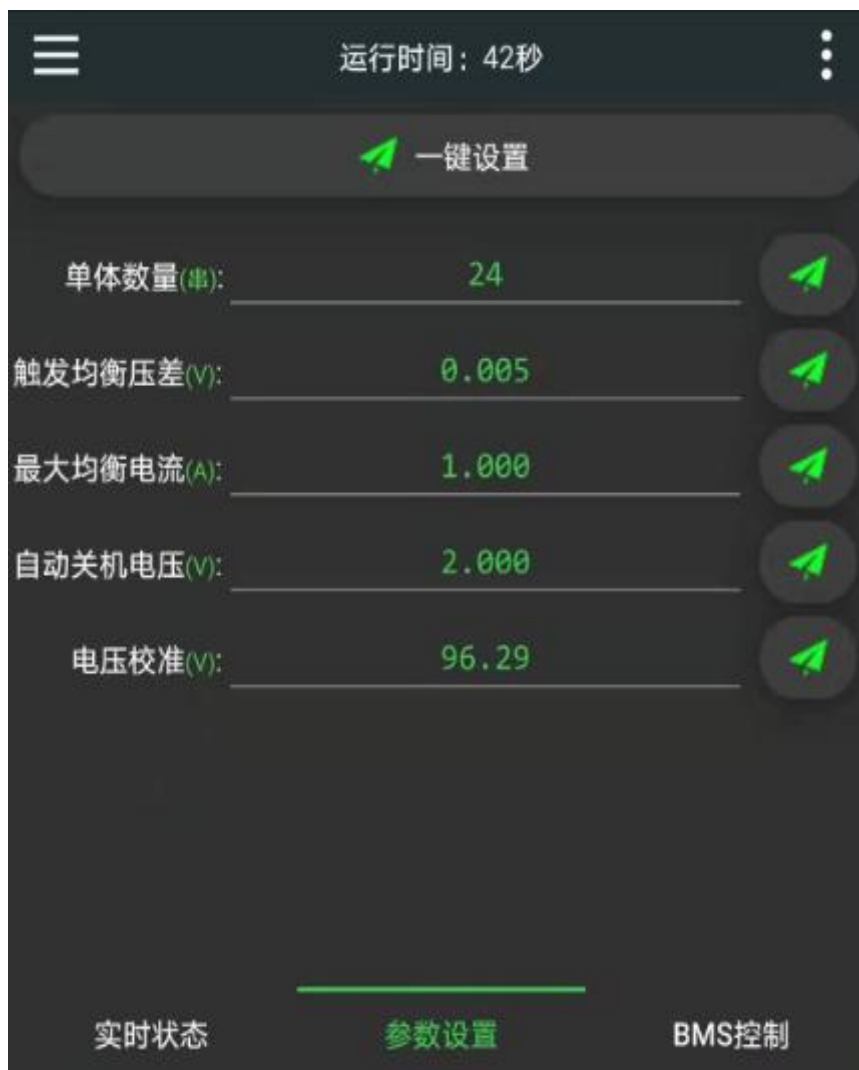 运行时间：42秒
一键设置
单体数量(串): 24
触发均衡压差(V): 0.005
最大均衡电流(A): 1.000
自动关机电压(V): 2.000
电压校准(V): 96.29
实时状态 参数设置 BMS控制